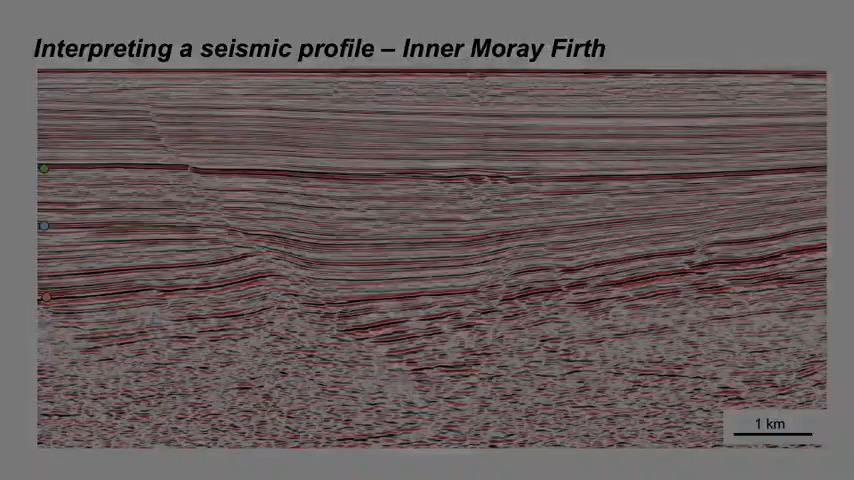 Interpreting a seismic profile – Inner Moray Firth
1 km